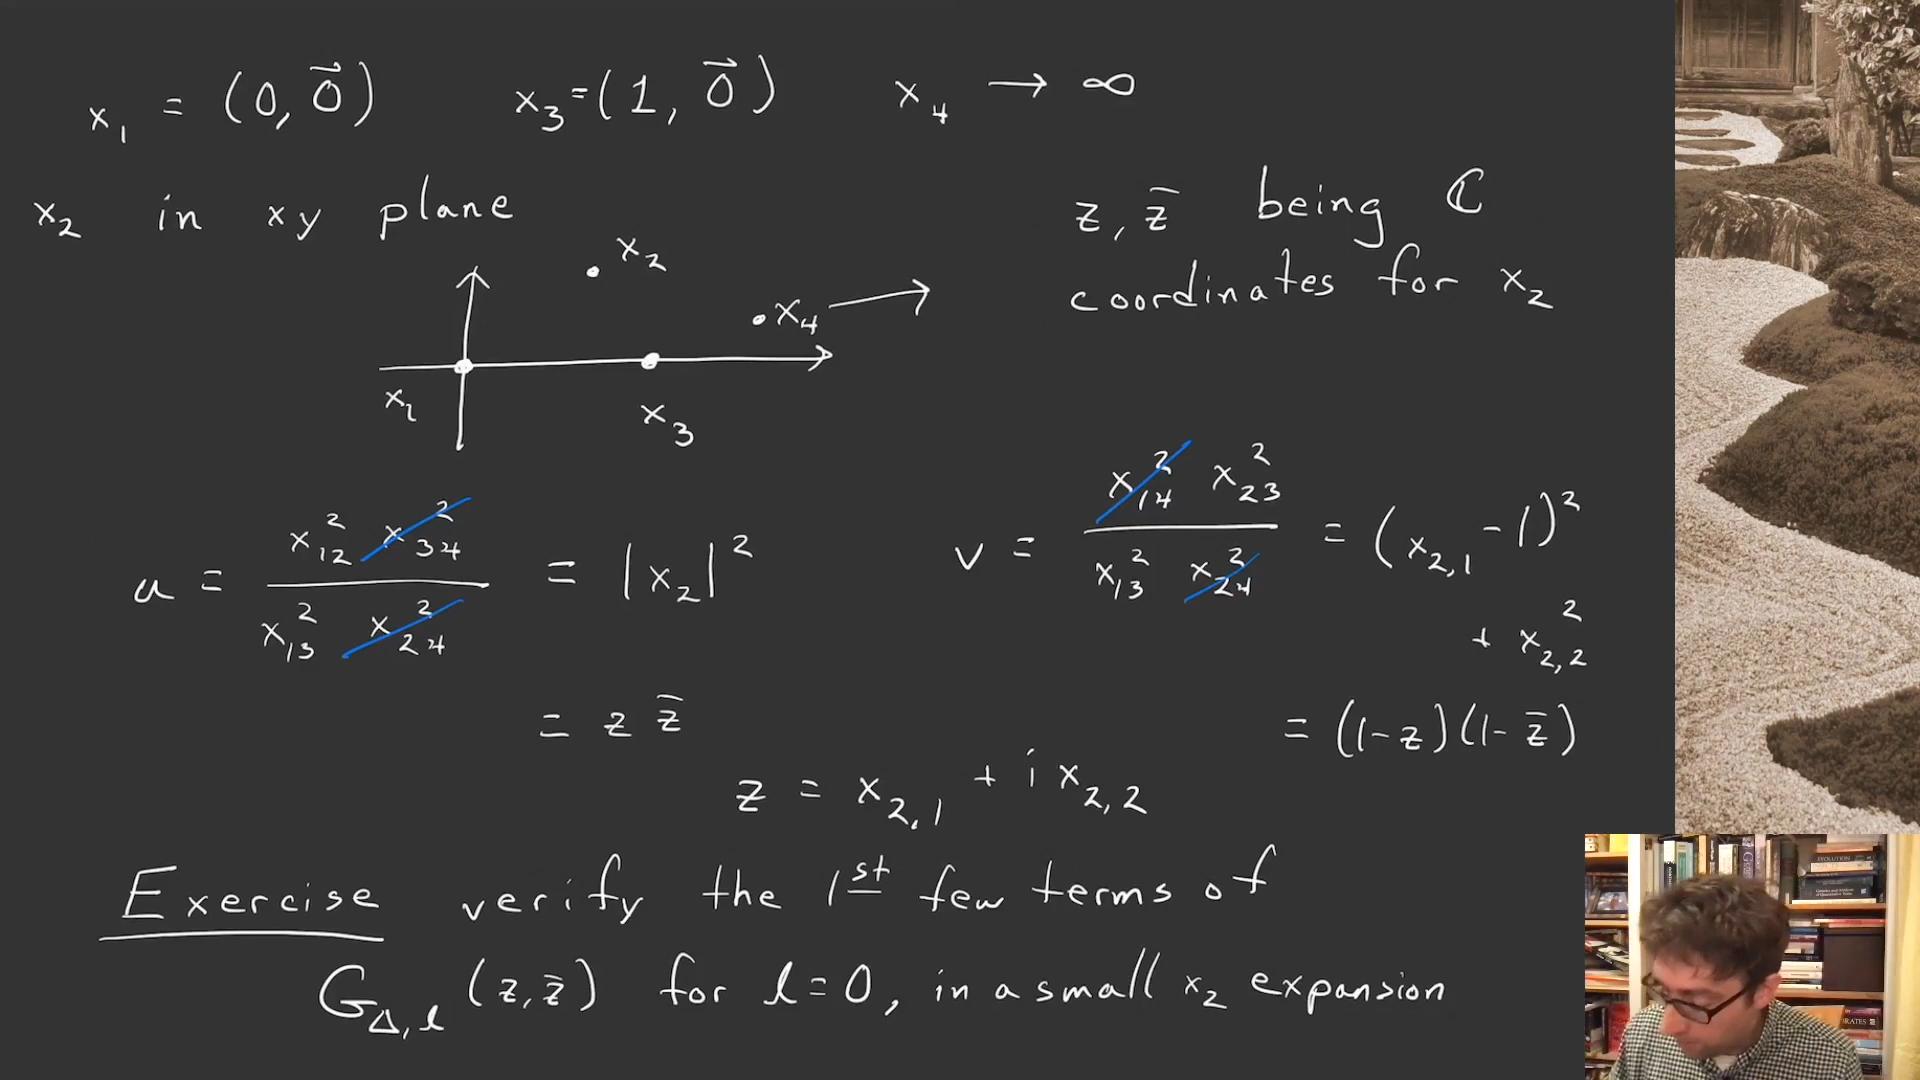 x₁ = (0, 0⃗) x₃ = (1, 0⃗) x₄ → ∞
x₂ in xy plane
z, z̄ being ℂ
coordinates for x₂
x₂
x₄
x₁
x₃
u = x₁₂² x₃₄² / x₁₃² x₂₄² = |x₂|²
v = x₁₄² x₂₃² / x₁₃² x₂₄² = (x₂,₁ - 1)²
+ x₂,₂²
= z z̄
= (1-z)(1-z̄)
z = x₂,₁ + i x₂,₂
Exercise verify the 1st few terms of
G_Δ,ℓ (z, z̄) for ℓ=0, in a small x₂ expansion
EVOLUTION